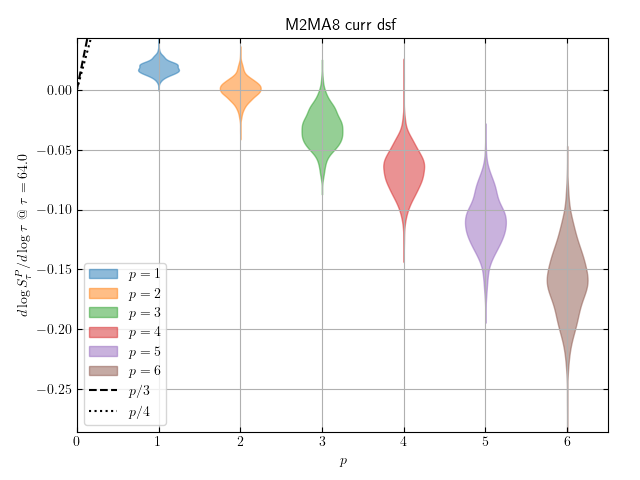 M2MA8 curr dsf
0.00
−0.05
−0.10
−0.15
−0.20
−0.25
d log S_τ^P / d log τ @ τ = 64.0
p = 1
p = 2
p = 3
p = 4
p = 5
p = 6
p/3
p/4
0 1 2 3 4 5 6
p